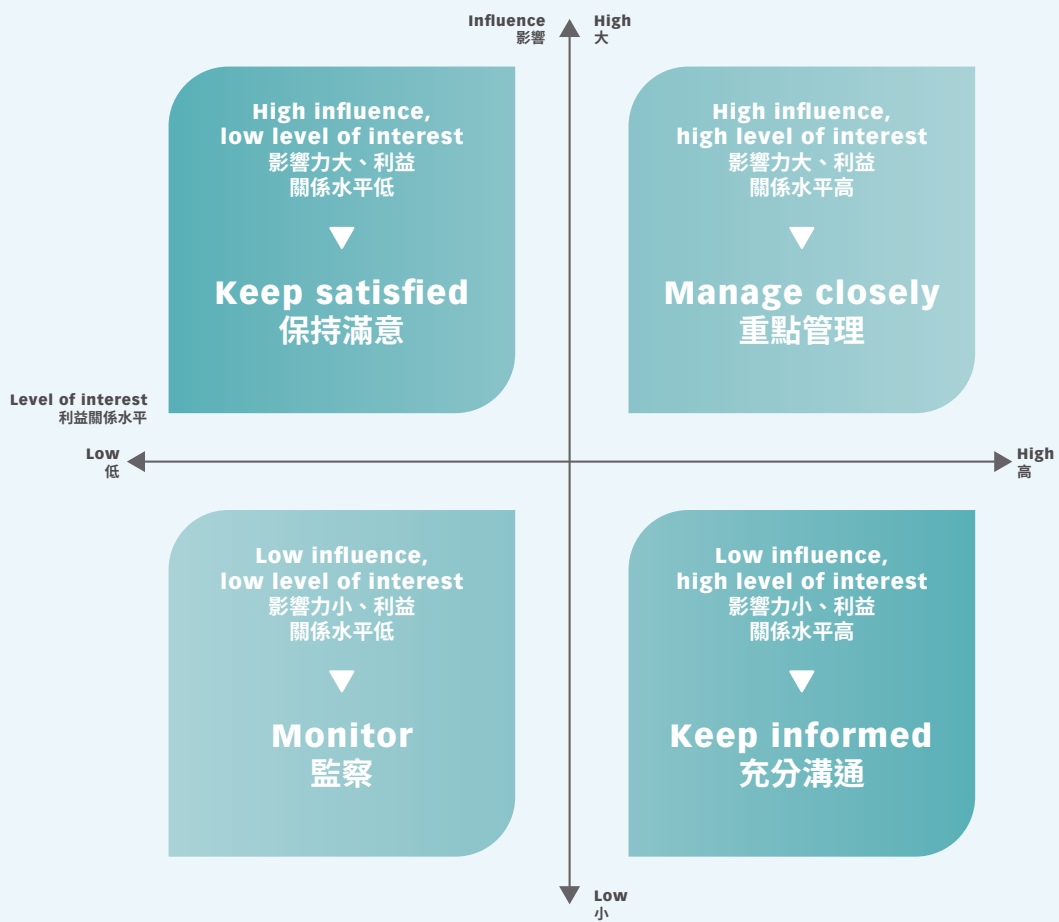 Influence
影響
High
大
High influence,
low level of interest
影響力大、利益
關係水平低
Keep satisfied
保持滿意
High influence,
high level of interest
影響力大、利益
關係水平高
Manage closely
重點管理
Level of interest
利益關係水平
Low
低
High
高
Low influence,
low level of interest
影響力小、利益
關係水平低
Monitor
監察
Low influence,
high level of interest
影響力小、利益
關係水平高
Keep informed
充分溝通
Low
小